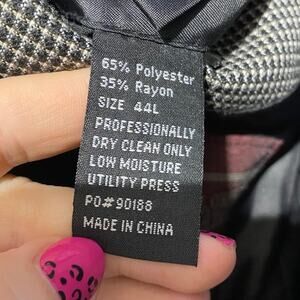 65% Polyester
35% Rayon
SIZE 44L
PROFESSIONALLY
DRY CLEAN ONLY
LOW MOISTURE
UTILITY PRESS
PO#90188
MADE IN CHINA